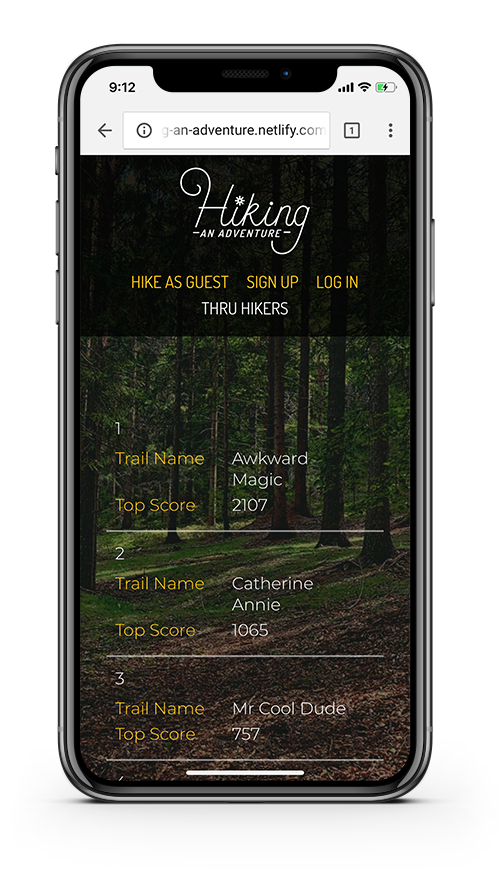 9:12
g-an-adventure.netlify.com
1
Hiking
AN ADVENTURE
HIKE AS GUEST SIGN UP LOG IN
THRU HIKERS
1
Trail Name Awkward
Magic
Top Score 2107
2
Trail Name Catherine
Annie
Top Score 1065
3
Trail Name Mr Cool Dude
Top Score 757